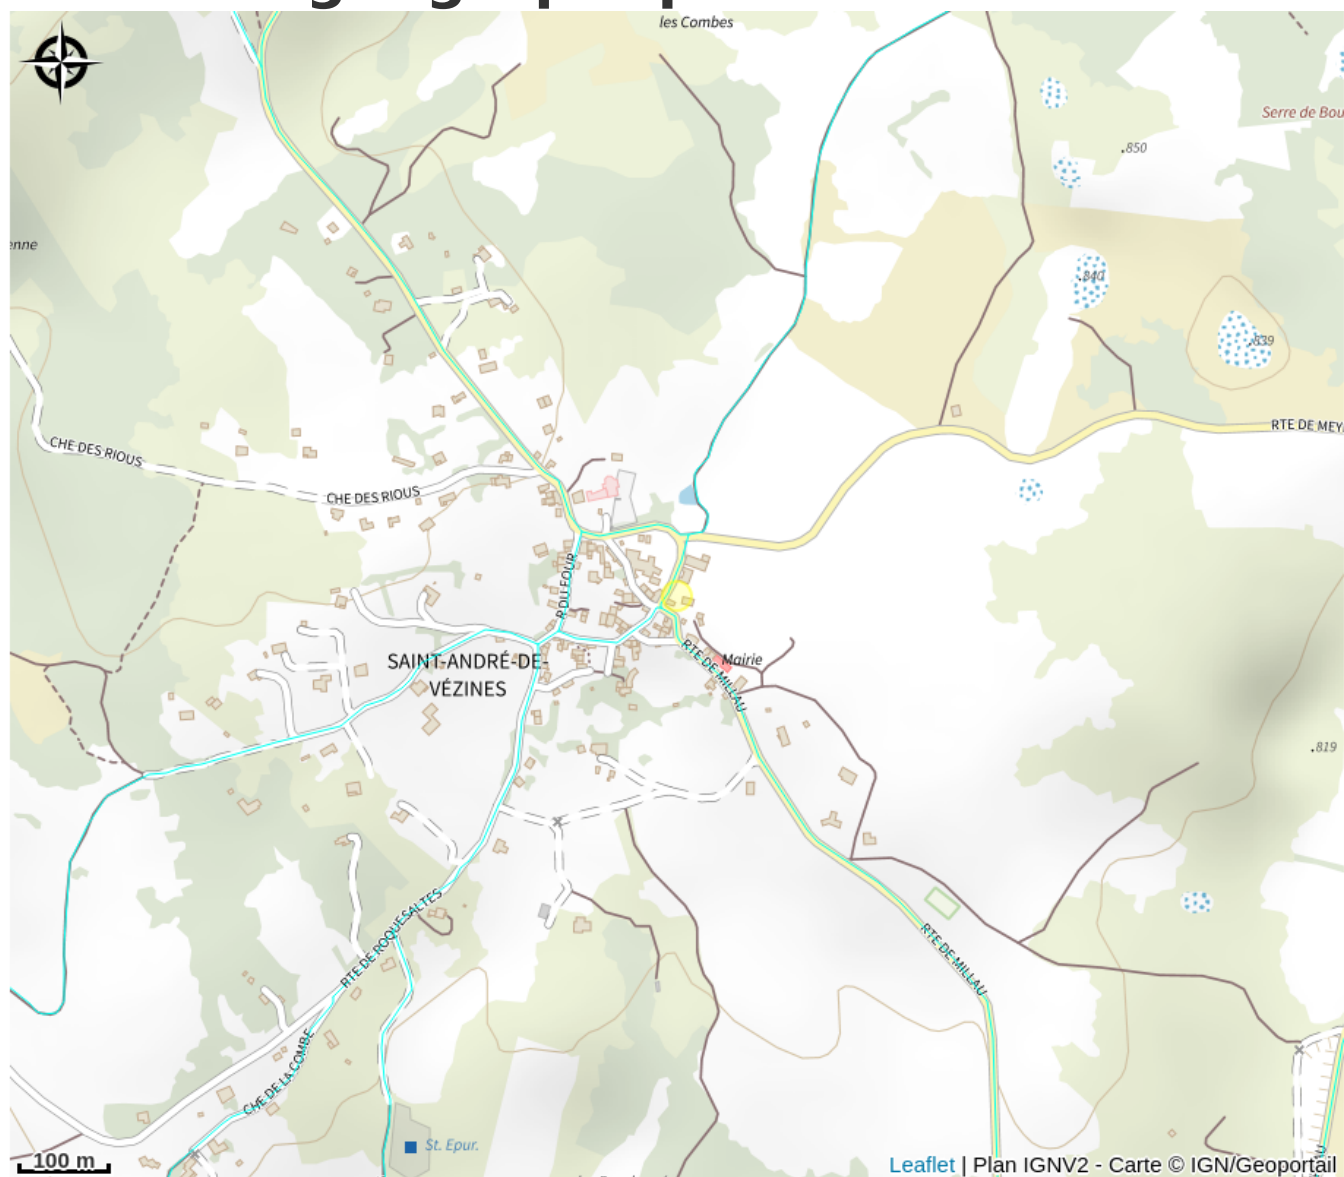 les Combes
Serre de Bou
850
enne
840
839
RTE DE MEY
CHE DES RIOUS
CHE DES RIOUS
R DU FOUR
SAINT-ANDRÉ-DE-
VÉZINES
Mairie
RTE DE MILLAU
819
RTE DE ROQUESALTES
RTE DE MILLAU
CHE DE LA COMBE
St. Epur.
100 m
Leaflet | Plan IGNV2 - Carte © IGN/Geoportail